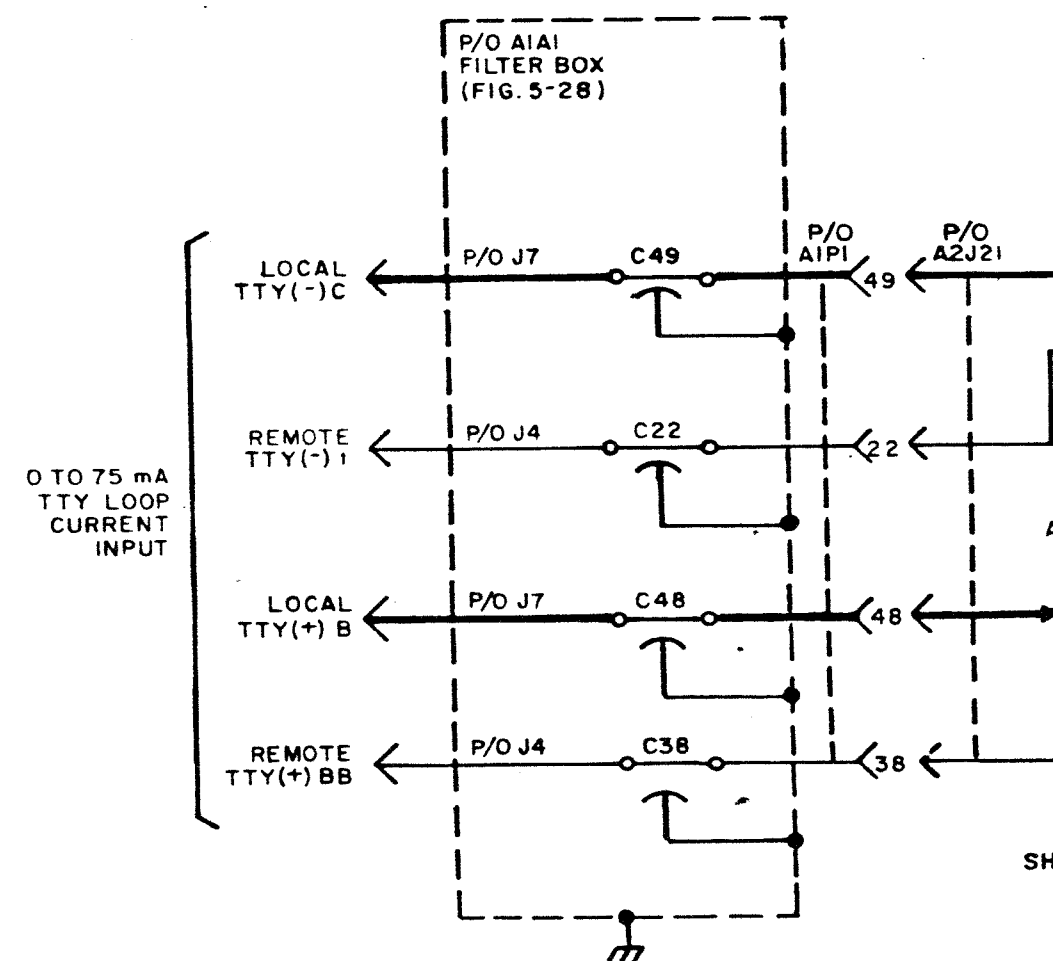 P/O A1A1
FILTER BOX
(FIG. 5-28)
P/O
A1P1
P/O
A2J21
LOCAL
TTY(-)C
P/O J7
C49
49
REMOTE
TTY(-) i
P/O J4
C22
22
0 TO 75 mA
TTY LOOP
CURRENT
INPUT
LOCAL
TTY(+) B
P/O J7
C48
48
REMOTE
TTY(+) BB
P/O J4
C38
38
SH